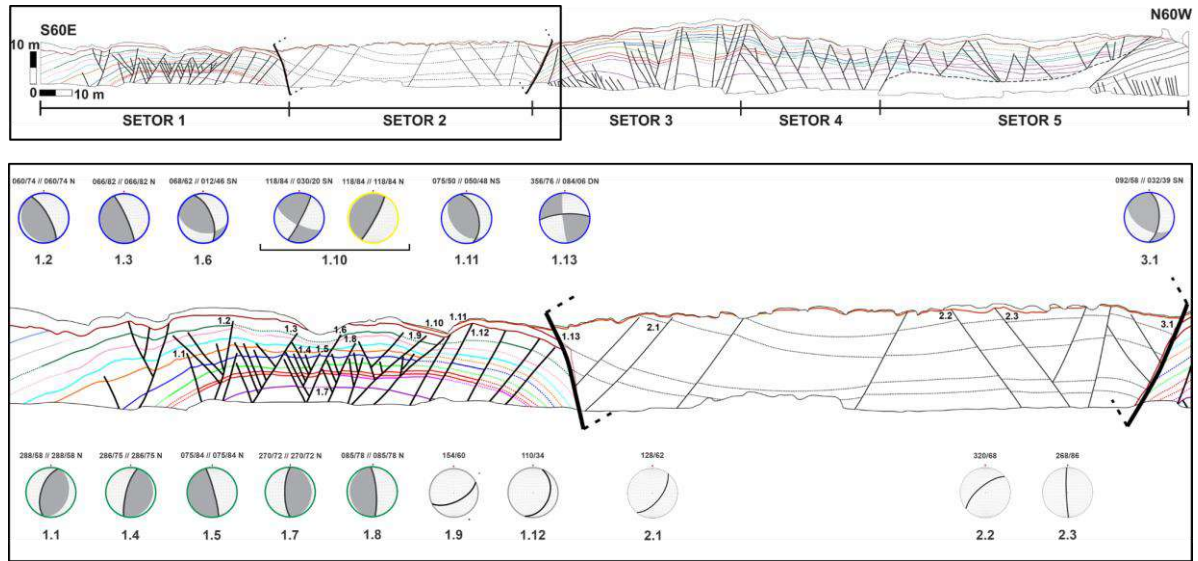 S60E
N60W
10 m
0
10 m
SETOR 1
SETOR 2
SETOR 3
SETOR 4
SETOR 5
060/74 // 060/74 N
066/82 // 066/82 N
068/62 // 012/46 SN
118/84 // 030/20 SN
118/84 // 118/84 N
075/50 // 050/48 NS
356/76 // 084/06 DN
092/58 // 032/39 SN
1.2
1.3
1.6
1.10
1.11
1.13
3.1
1.1
1.2
1.3
1.4
1.5
1.6
1.7
1.8
1.9
1.10
1.11
1.12
1.13
2.1
2.2
2.3
3.1
288/58 // 288/58 N
286/75 // 286/75 N
075/84 // 075/84 N
270/72 // 270/72 N
085/78 // 085/78 N
154/60
110/34
128/62
320/68
268/86
1.1
1.4
1.5
1.7
1.8
1.9
1.12
2.1
2.2
2.3